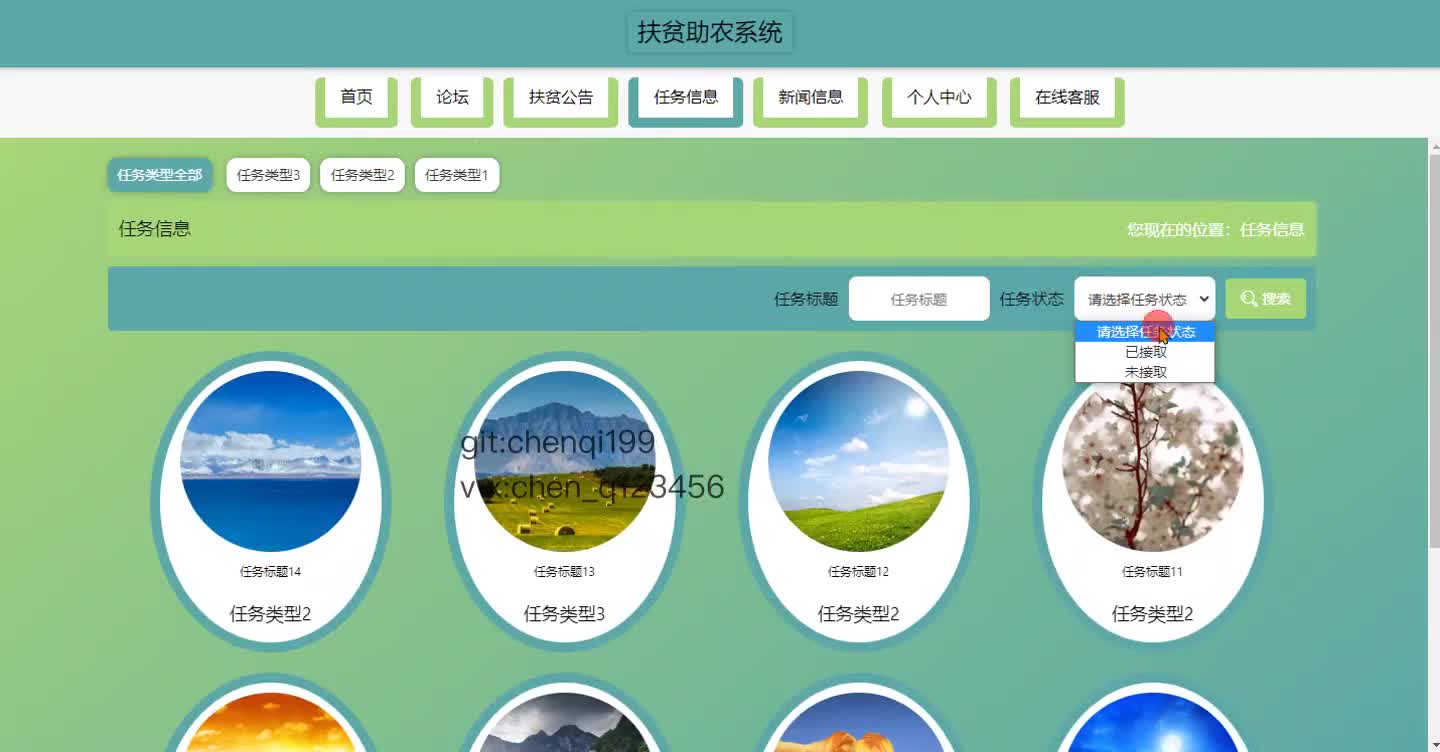 扶贫助农系统
首页 论坛 扶贫公告 任务信息 新闻信息 个人中心 在线客服
任务类型全部 任务类型3 任务类型2 任务类型1
任务信息 您现在的位置：任务信息
任务标题 任务标题 任务状态 请选择任务状态 搜索
请选择任务状态
已接取
未接取
git:chenqi199
vx:chen_q123456
任务标题14 任务标题13 任务标题12 任务标题11
任务类型2 任务类型3 任务类型2 任务类型2